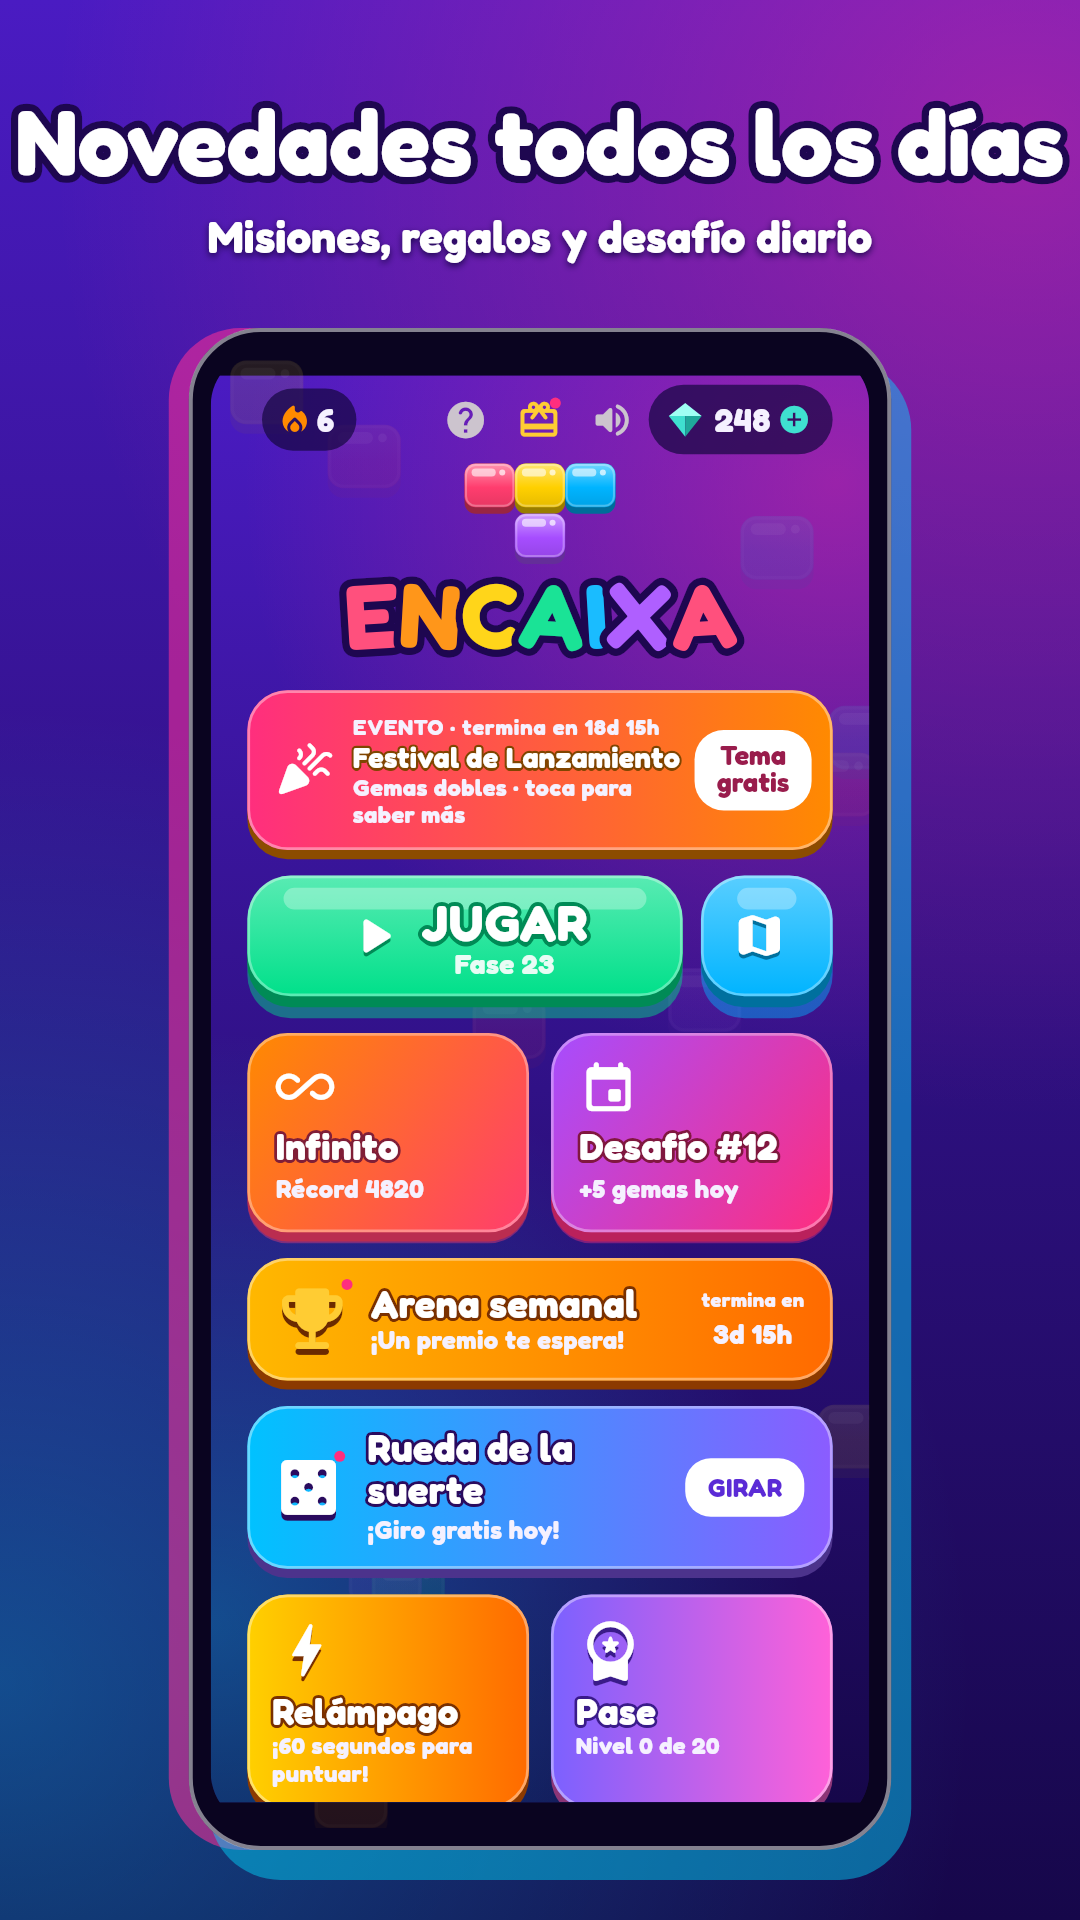 Novedades todos los días
Misiones, regalos y desafío diario
6
248
ENCAIXA
EVENTO · termina en 18d 15h
Festival de Lanzamiento
Gemas dobles · toca para
saber más
Tema
gratis
JUGAR
Fase 23
Infinito
Récord 4820
Desafío #12
+5 gemas hoy
Arena semanal
¡Un premio te espera!
termina en
3d 15h
Rueda de la
suerte
¡Giro gratis hoy!
GIRAR
Relámpago
¡60 segundos para
puntuar!
Pase
Nivel 0 de 20